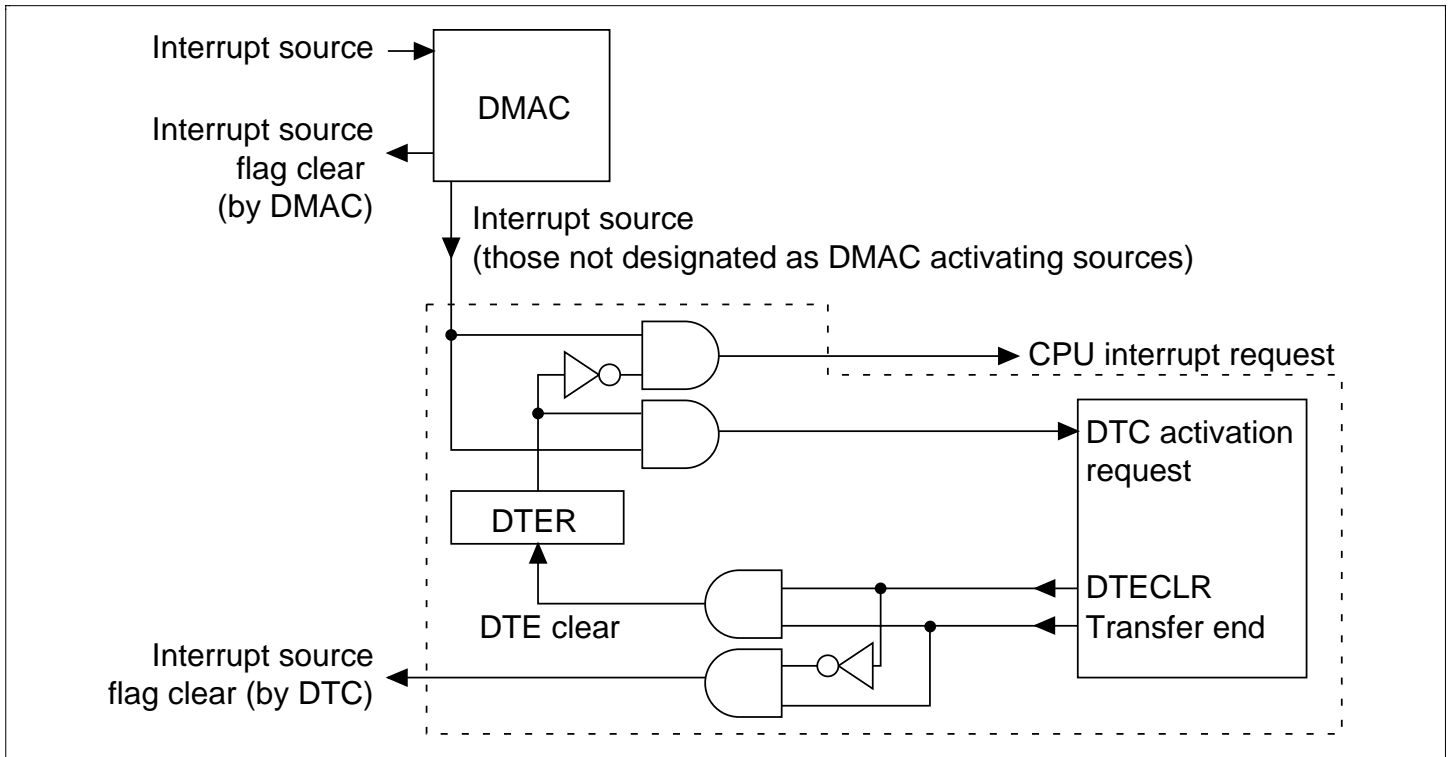 Interrupt source
DMAC
Interrupt source
flag clear
(by DMAC)
Interrupt source
(those not designated as DMAC activating sources)
CPU interrupt request
DTC activation
request
DTER
DTECLR
DTE clear
Transfer end
Interrupt source
flag clear (by DTC)